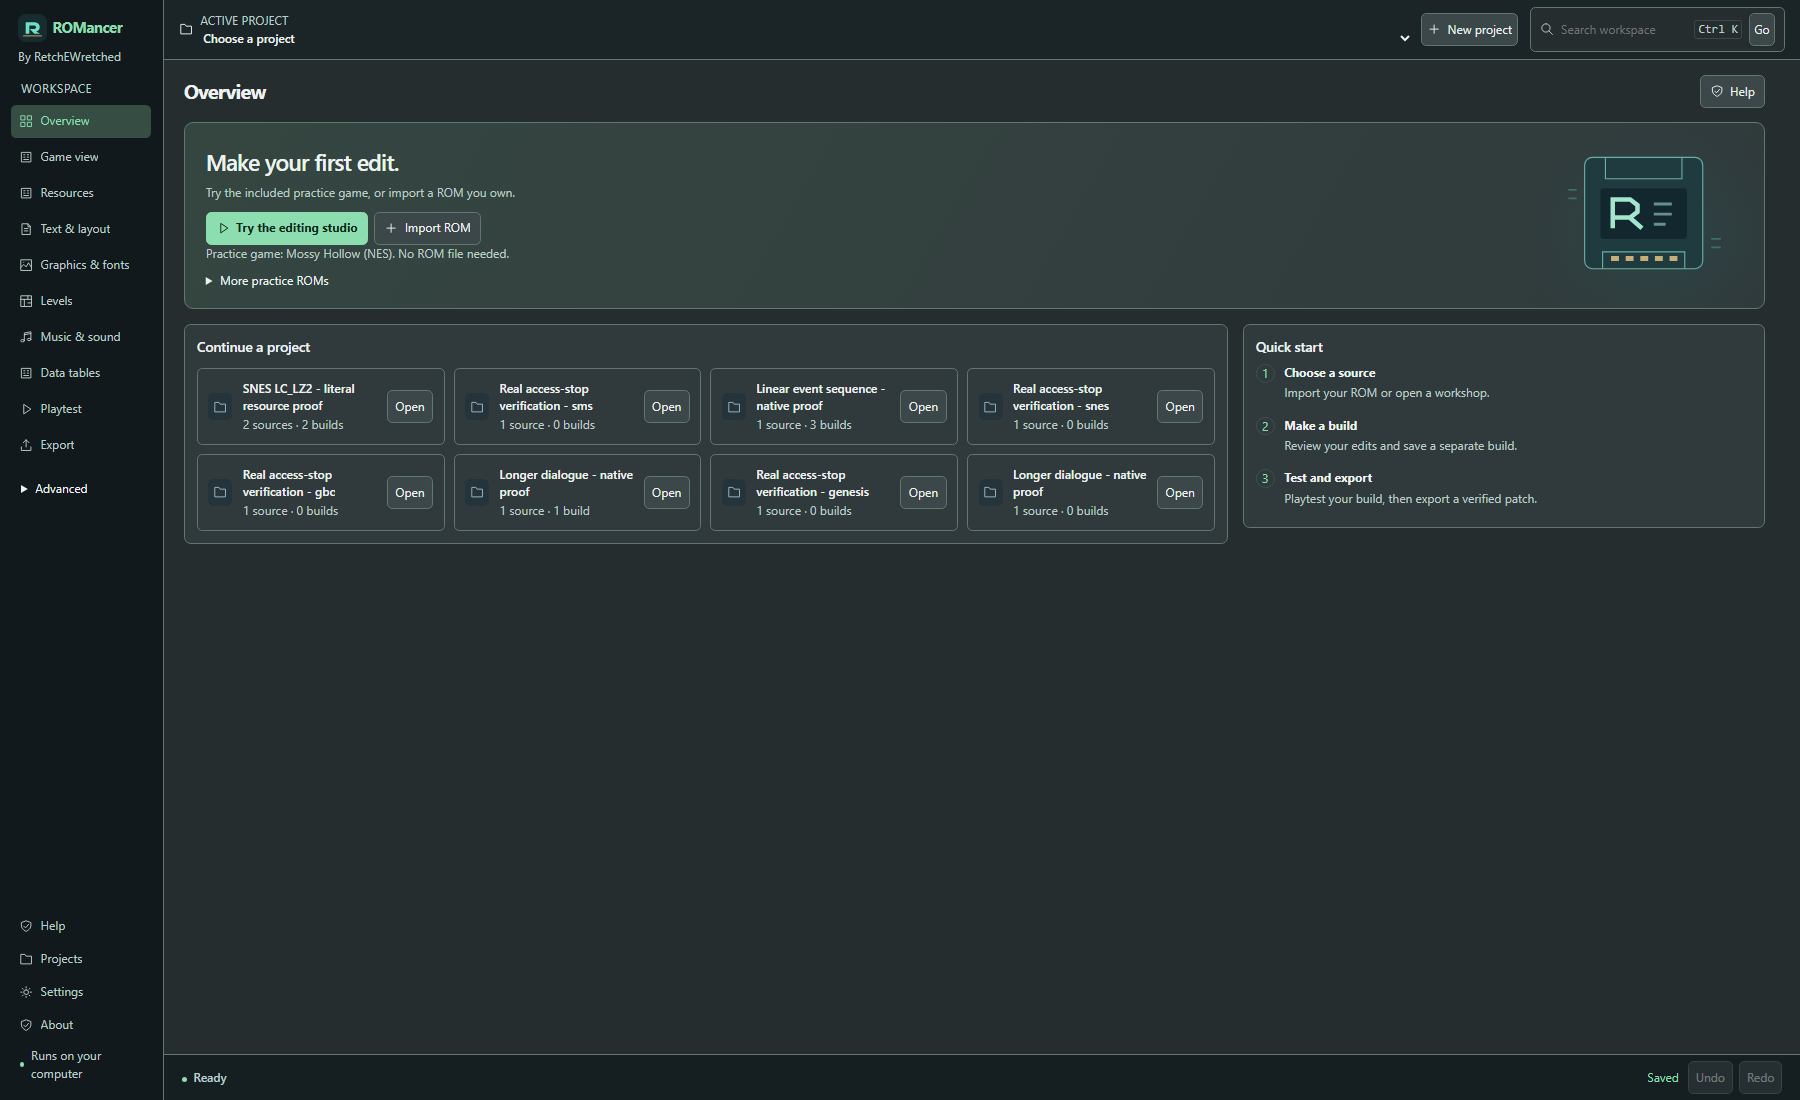 ROMancer
By RetchEWretched
WORKSPACE
Overview
Game view
Resources
Text & layout
Graphics & fonts
Levels
Music & sound
Data tables
Playtest
Export
Advanced
Help
Projects
Settings
About
Runs on your
computer
ACTIVE PROJECT
Choose a project
New project
Search workspace
Ctrl K
Go
Overview
Help
Make your first edit.
Try the included practice game, or import a ROM you own.
Try the editing studio
Import ROM
Practice game: Mossy Hollow (NES). No ROM file needed.
More practice ROMs
R
Continue a project
SNES LC_LZ2 - literal
resource proof
2 sources · 2 builds
Open
Real access-stop
verification - sms
1 source · 0 builds
Open
Linear event sequence -
native proof
1 source · 3 builds
Open
Real access-stop
verification - snes
1 source · 0 builds
Open
Real access-stop
verification - gbc
1 source · 0 builds
Open
Longer dialogue - native
proof
1 source · 1 build
Open
Real access-stop
verification - genesis
1 source · 0 builds
Open
Longer dialogue - native
proof
1 source · 0 builds
Open
Quick start
1 Choose a source
Import your ROM or open a workshop.
2 Make a build
Review your edits and save a separate build.
3 Test and export
Playtest your build, then export a verified patch.
Ready
Saved
Undo
Redo